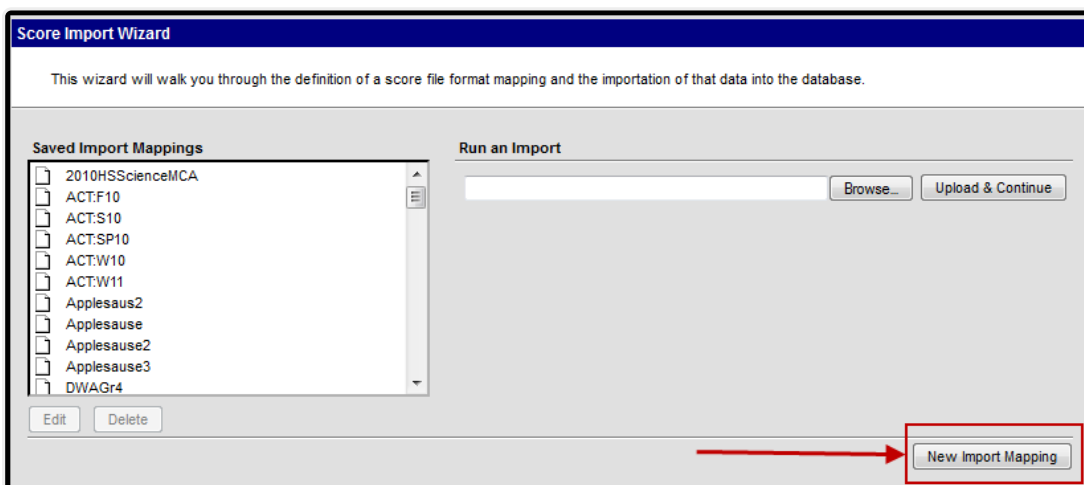 Score Import Wizard
This wizard will walk you through the definition of a score file format mapping and the importation of that data into the database.
Saved Import Mappings
2010HSScienceMCA
ACT:F10
ACT:S10
ACT:SP10
ACT:W10
ACT:W11
Applesaus2
Applesause
Applesause2
Applesause3
DWAGr4
Edit Delete
Run an Import
Browse... Upload & Continue
New Import Mapping